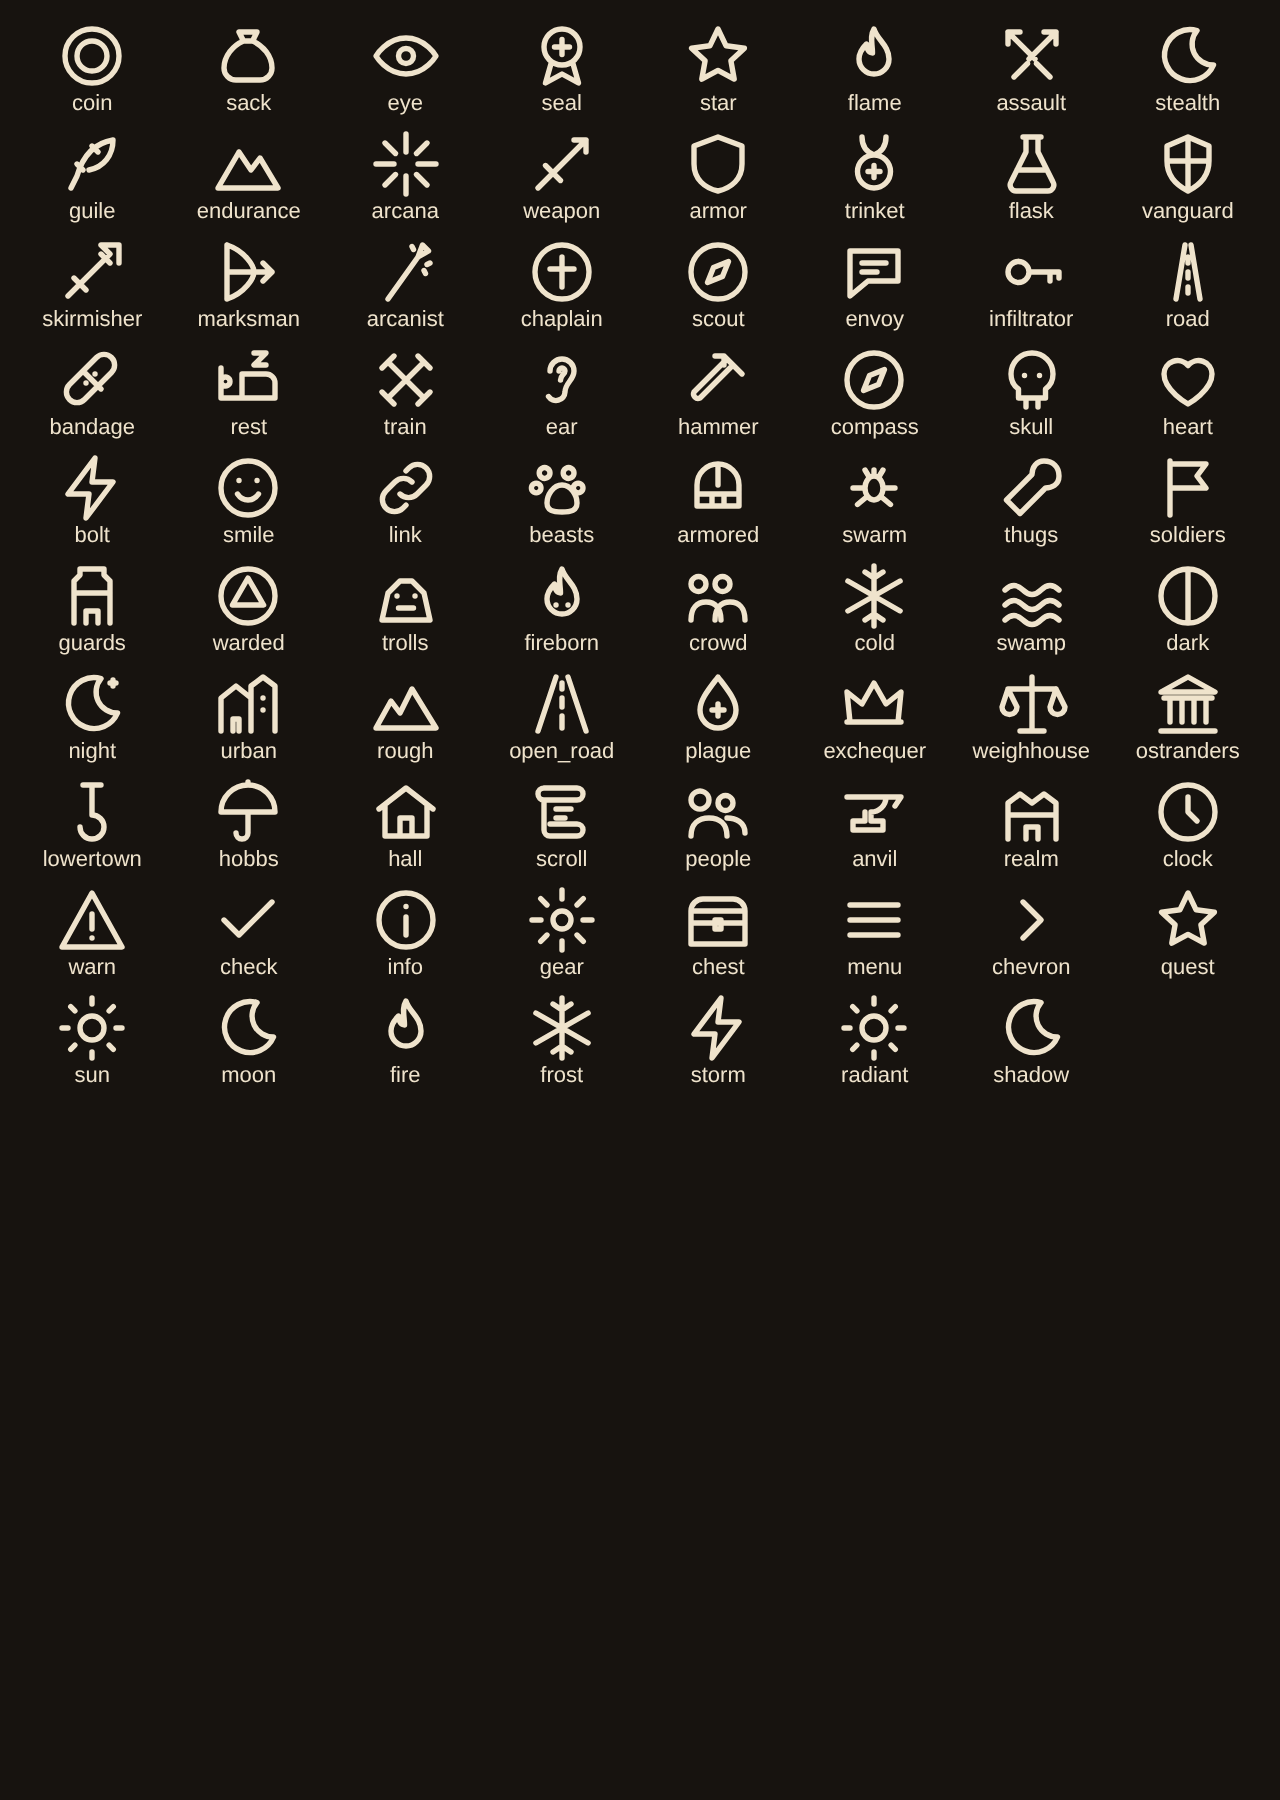 coin sack eye seal star flame assault stealth
guile endurance arcana weapon armor trinket flask vanguard
skirmisher marksman arcanist chaplain scout envoy infiltrator road
bandage rest train ear hammer compass skull heart
bolt smile link beasts armored swarm thugs soldiers
guards warded trolls fireborn crowd cold swamp dark
night urban rough open_road plague exchequer weighhouse ostranders
lowertown hobbs hall scroll people anvil realm clock
warn check info gear chest menu chevron quest
sun moon fire frost storm radiant shadow